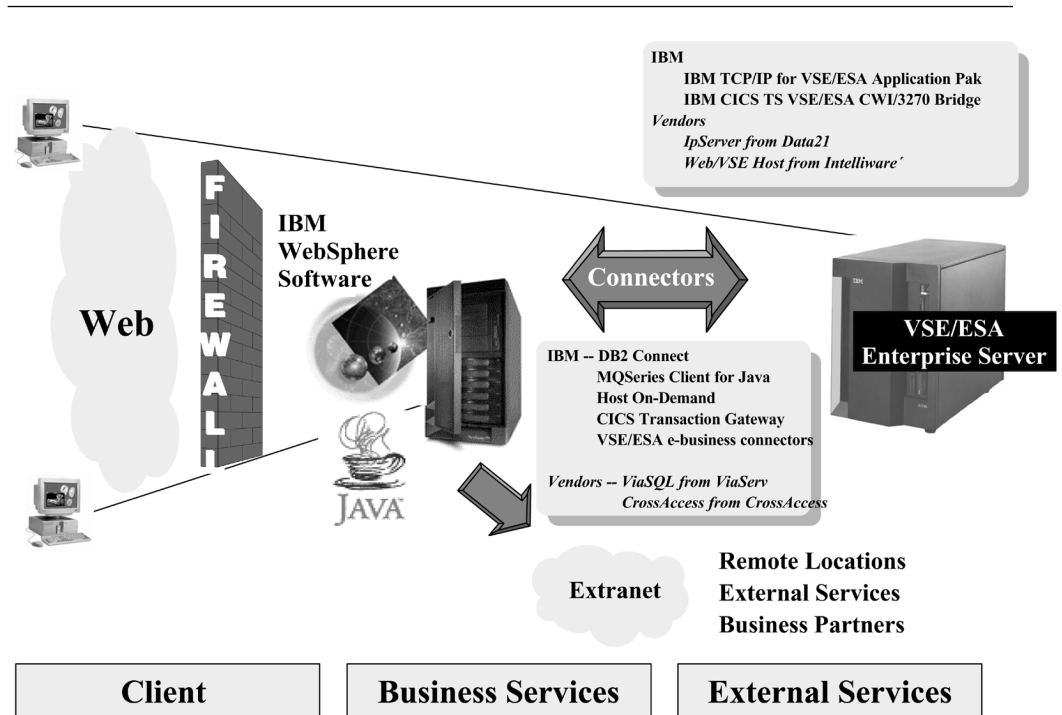 IBM
IBM TCP/IP for VSE/ESA Application Pak
IBM CICS TS VSE/ESA CWI/3270 Bridge
Vendors
IpServer from Data21
Web/VSE Host from Intelliware´
FIREWALL
IBM
WebSphere
Software
Connectors
Web
IBM
VSE/ESA
Enterprise Server
IBM -- DB2 Connect
MQSeries Client for Java
Host On-Demand
CICS Transaction Gateway
VSE/ESA e-business connectors
Vendors -- ViaSQL from ViaServ
CrossAccess from CrossAccess
JAVA
Extranet
Remote Locations
External Services
Business Partners
Client
Business Services
External Services